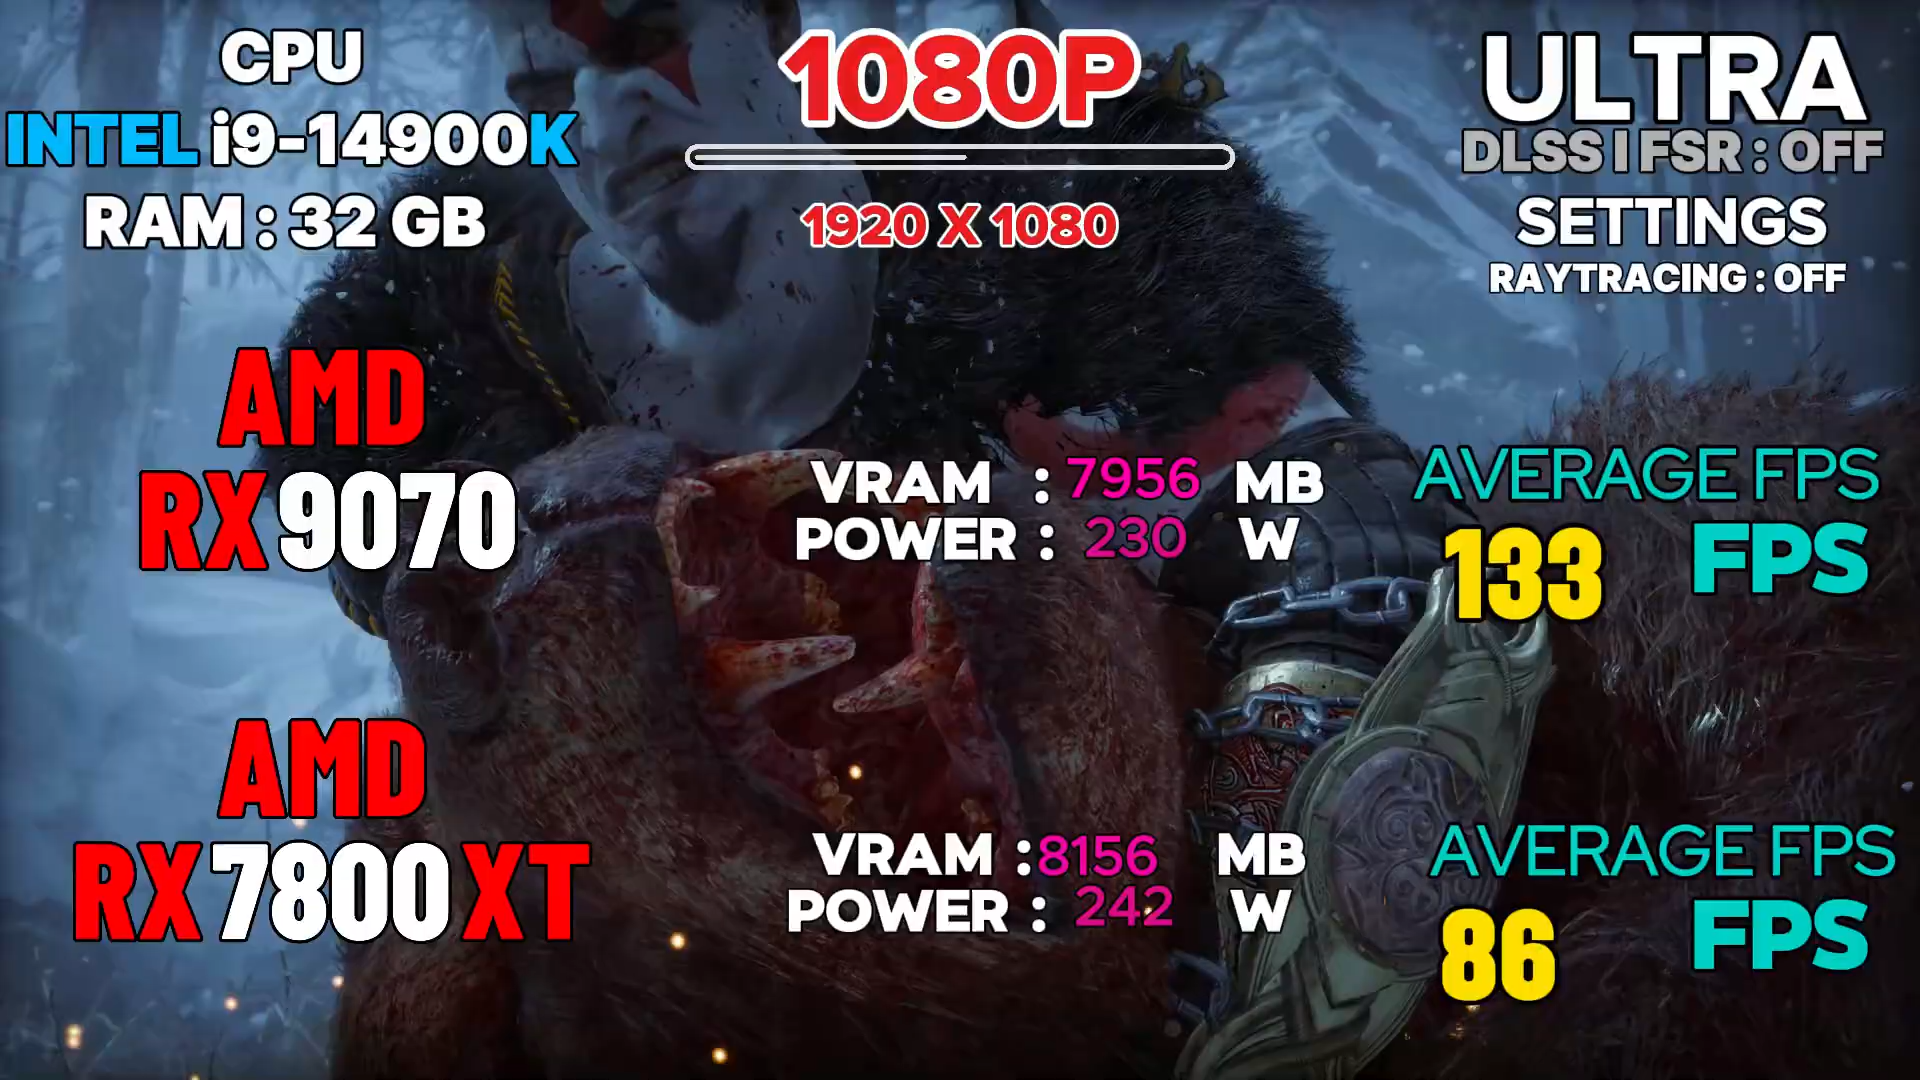 CPU
INTEL i9-14900K
RAM : 32 GB
1080P
1920 X 1080
ULTRA
DLSS | FSR : OFF
SETTINGS
RAYTRACING : OFF
AMD
RX 9070
VRAM : 7956 MB
POWER : 230 W
AVERAGE FPS
133 FPS
AMD
RX 7800 XT
VRAM : 8156 MB
POWER : 242 W
AVERAGE FPS
86 FPS